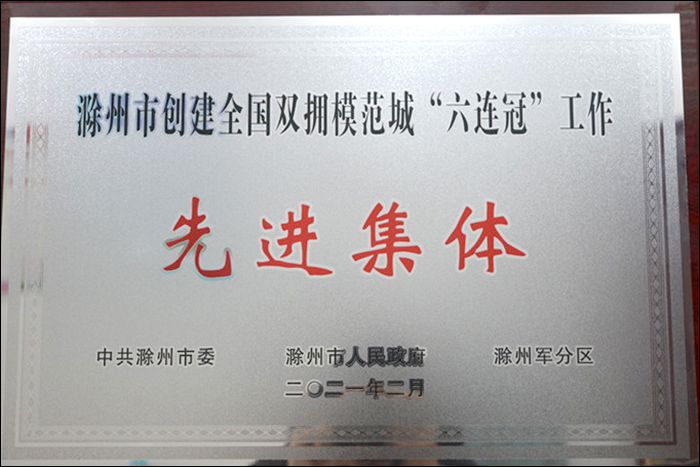 滁州市创建全国双拥模范城“六连冠”工作
先进集体
中共滁州市委 滁州市人民政府 滁州军分区
二〇二一年二月